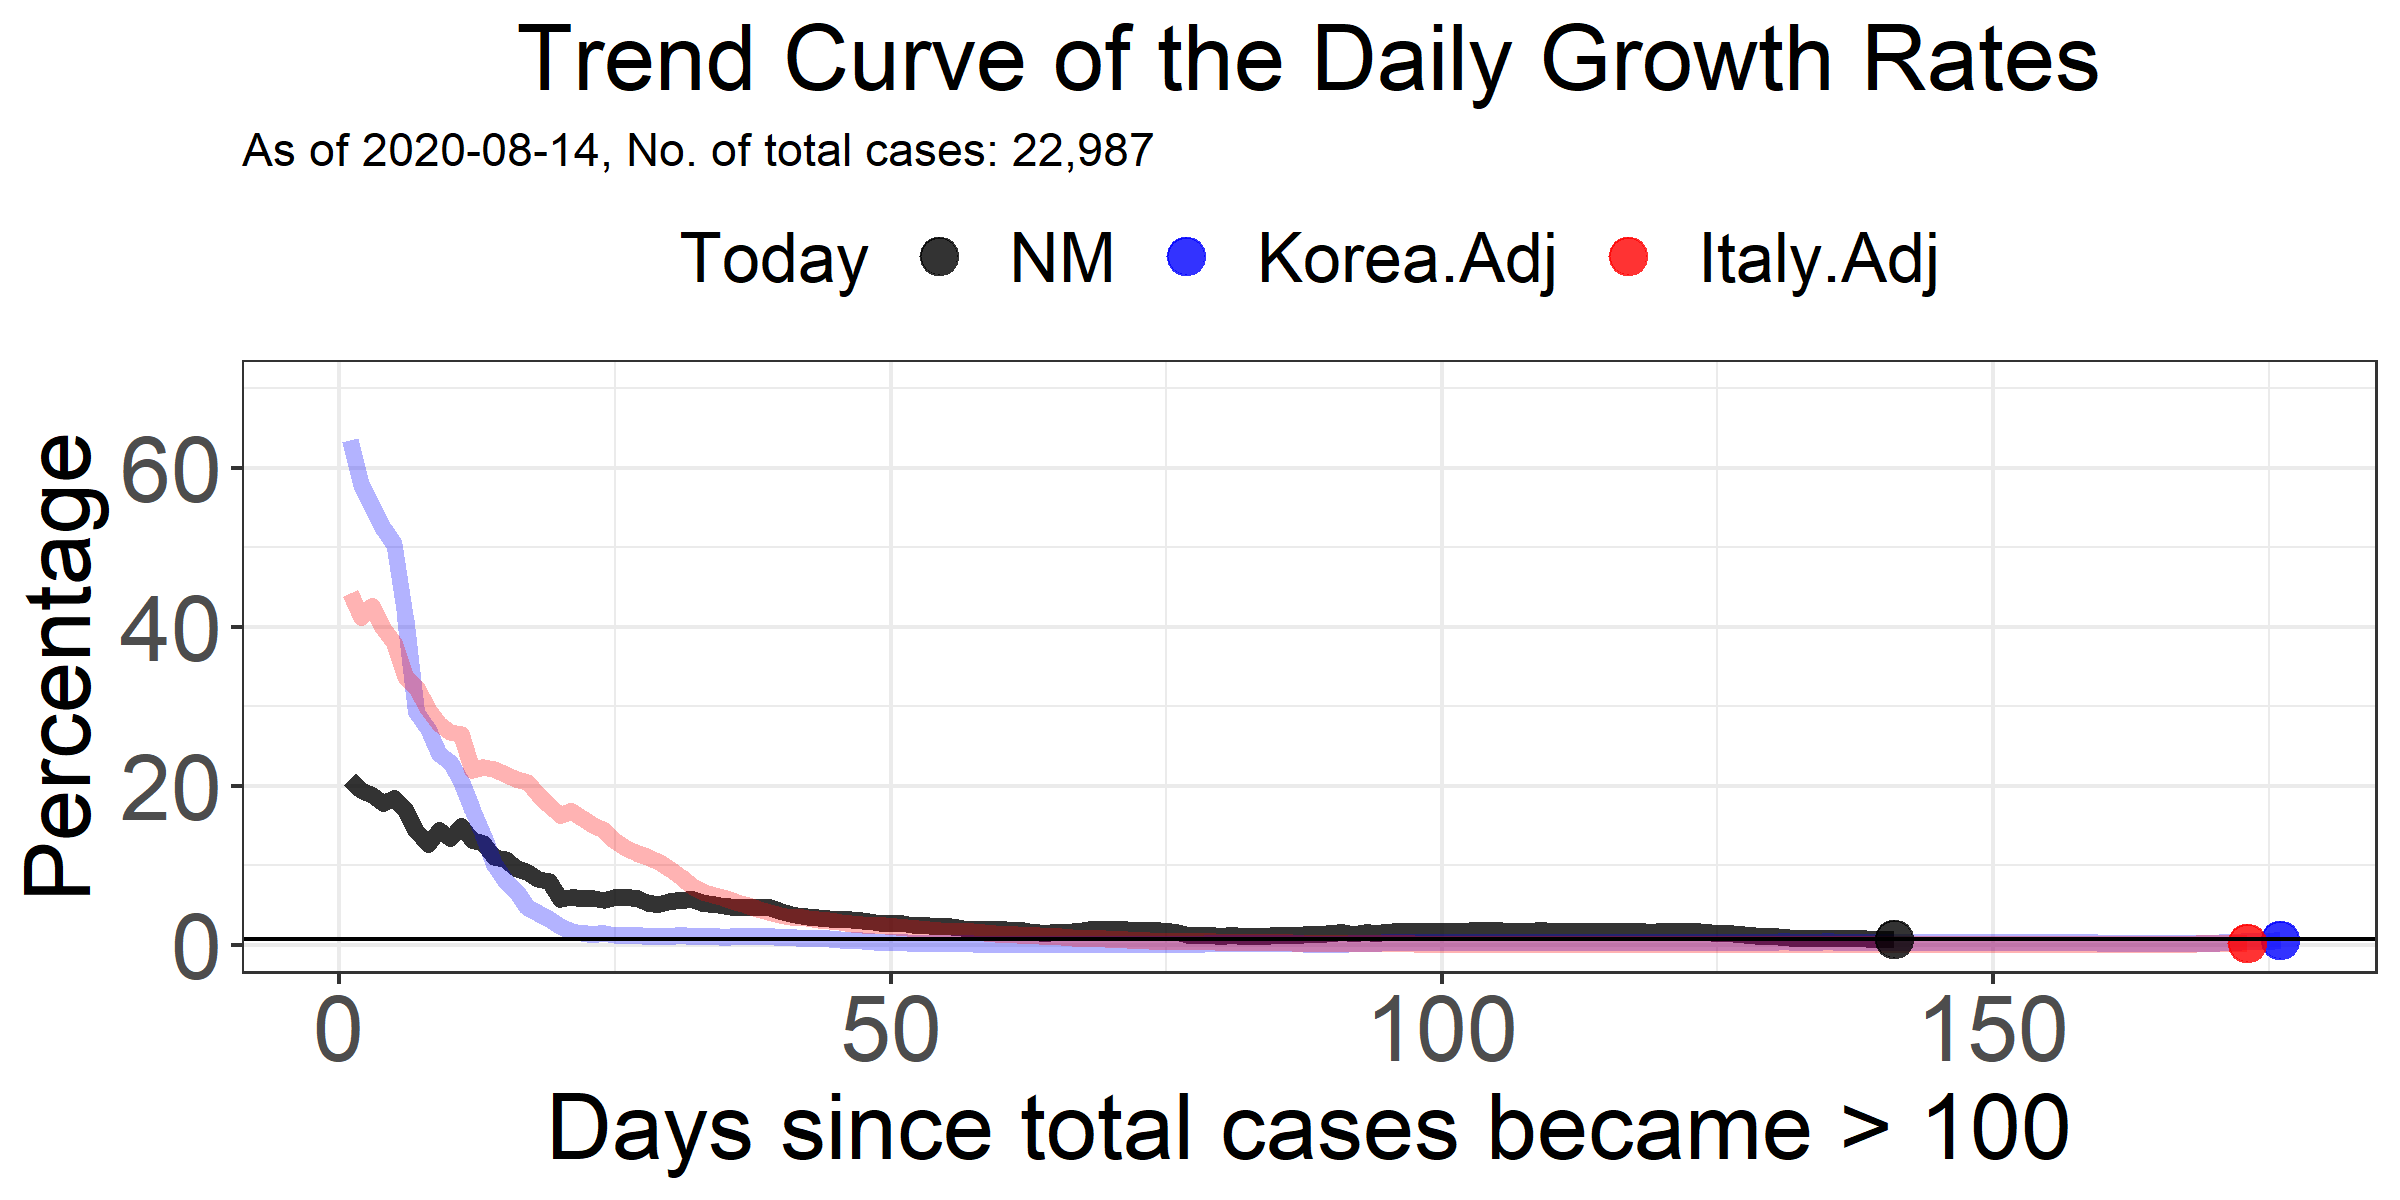 Trend Curve of the Daily Growth Rates
As of 2020-08-14, No. of total cases: 22,987
Today NM Korea.Adj Italy.Adj
Percentage
60
40
20
0
0 50 100 150
Days since total cases became > 100